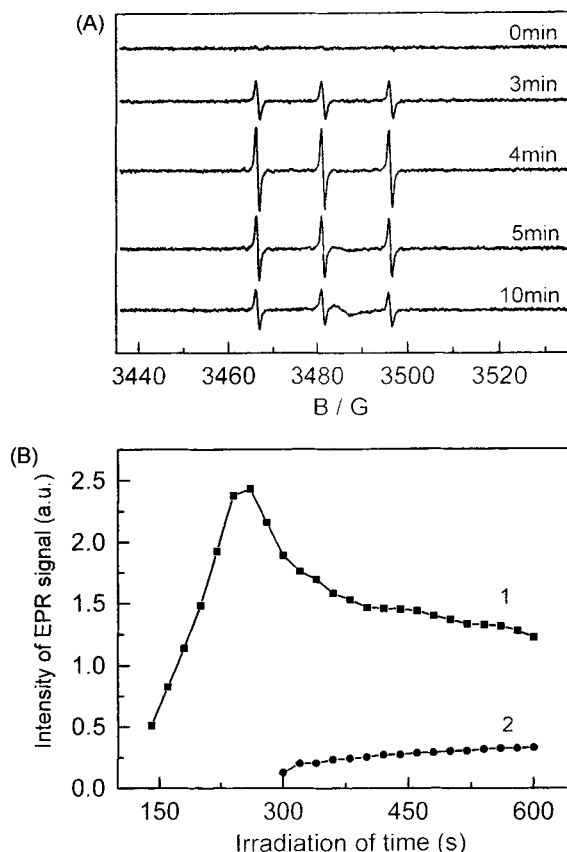 (A)
0min
3min
4min
5min
10min
3440 3460 3480 3500 3520
B / G
(B)
Intensity of EPR signal (a.u.)
2.5
2.0
1.5
1.0
0.5
0.0
1
2
150 300 450 600
Irradiation of time (s)